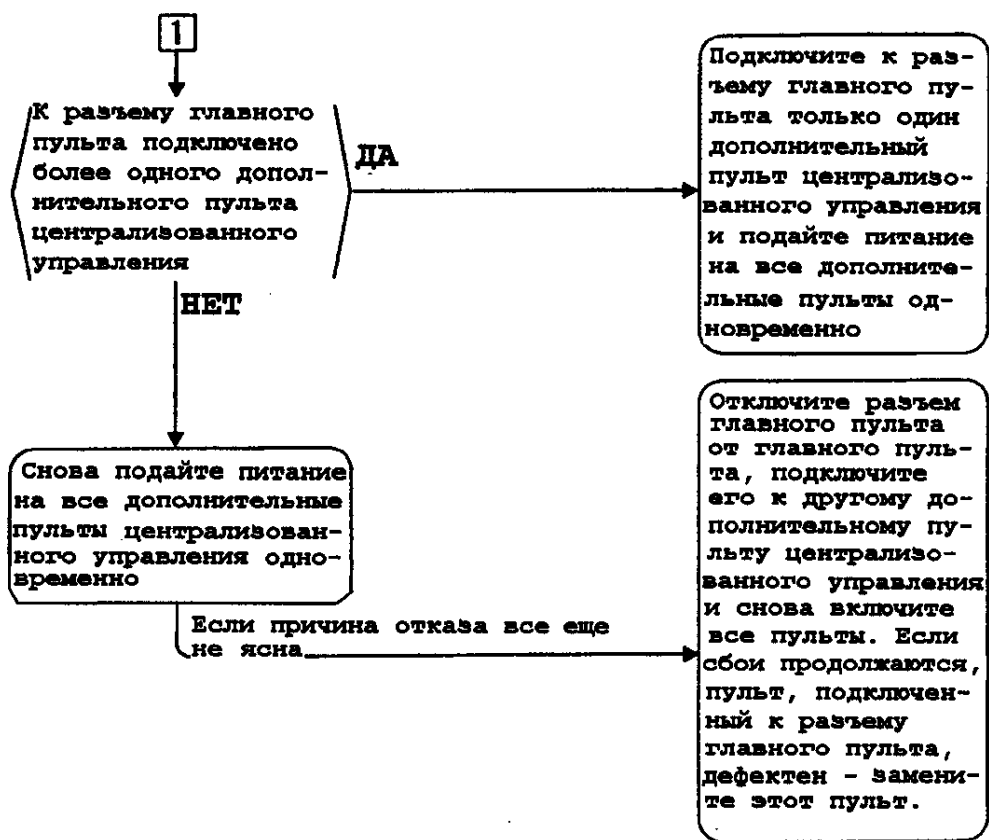 1
К разъему главного
пульта подключено
более одного допол-
нительного пульта
централизованного
управления
ДА
Подключите к раз-
ъему главного пу-
льта только один
дополнительный
пульт централизо-
ванного управления
и подайте питание
на все дополните-
льные пульты од-
новременно
НЕТ
Снова подайте питание
на все дополнительные
пульты централизован-
ного управления одно-
временно
Если причина отказа все еще
не ясна
Отключите разъем
главного пульта
от главного пуль-
та, подключите
его к другому до-
полнительному пу-
льту централизо-
ванного управления
и снова включите
все пульты. Если
сбои продолжаются,
пульт, подключен-
ный к разъему
главного пульта,
дефектен - замени-
те этот пульт.